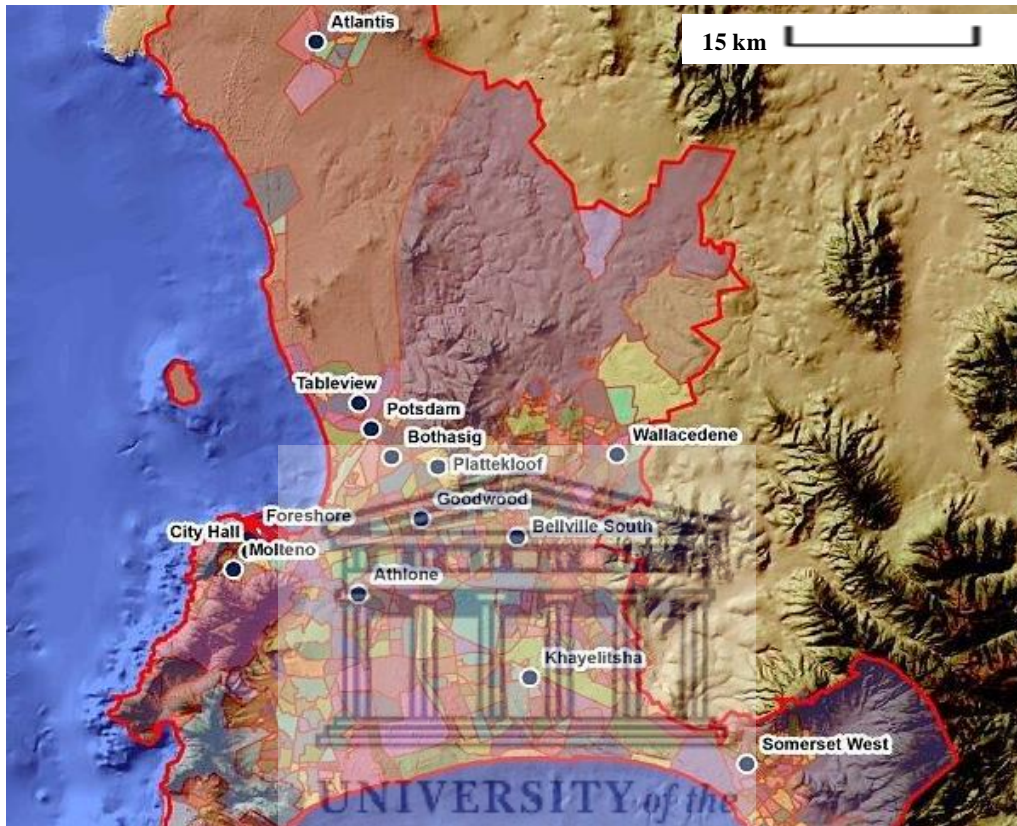 Atlantis
15 km
Tableview
Potsdam
Bothasig
Wallacedene
Plattekloof
Goodwood
Foreshore
City Hall
Bellville South
Molteno
Athlone
Khayelitsha
Somerset West
UNIVERSITY of the